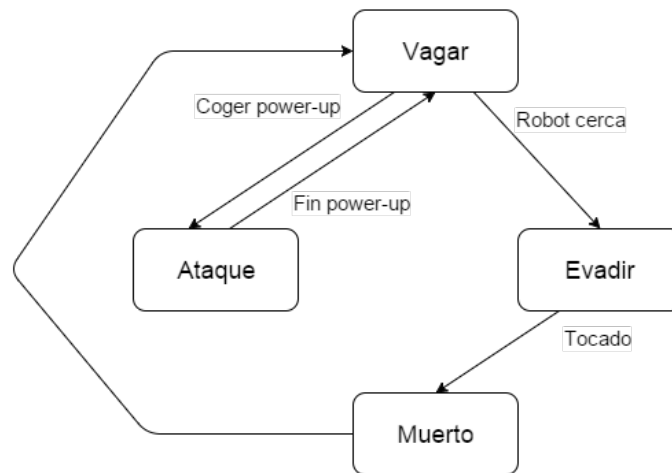 Vagar
Coger power-up
Robot cerca
Fin power-up
Ataque
Evadir
Tocado
Muerto